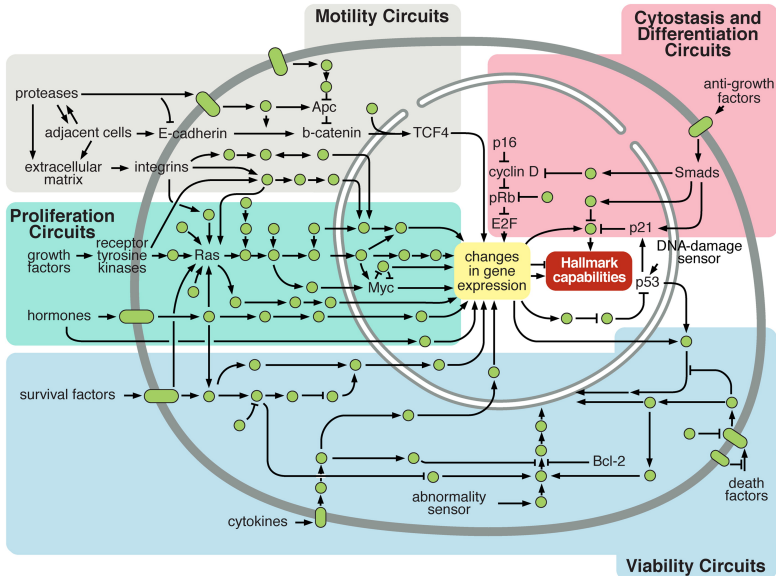 Motility Circuits
Cytostasis and
Differentiation
Circuits
proteases
adjacent cells
extracellular
matrix
E-cadherin
integrins
Apc
b-catenin
TCF4
anti-growth
factors
p16
cyclin D
pRb
E2F
Smads
p21
DNA-damage
sensor
p53
Proliferation
Circuits
growth
factors
receptor
tyrosine
kinases
Ras
Myc
changes
in gene
expression
Hallmark
capabilities
hormones
survival factors
Bcl-2
abnormality
sensor
cytokines
death
factors
Viability Circuits